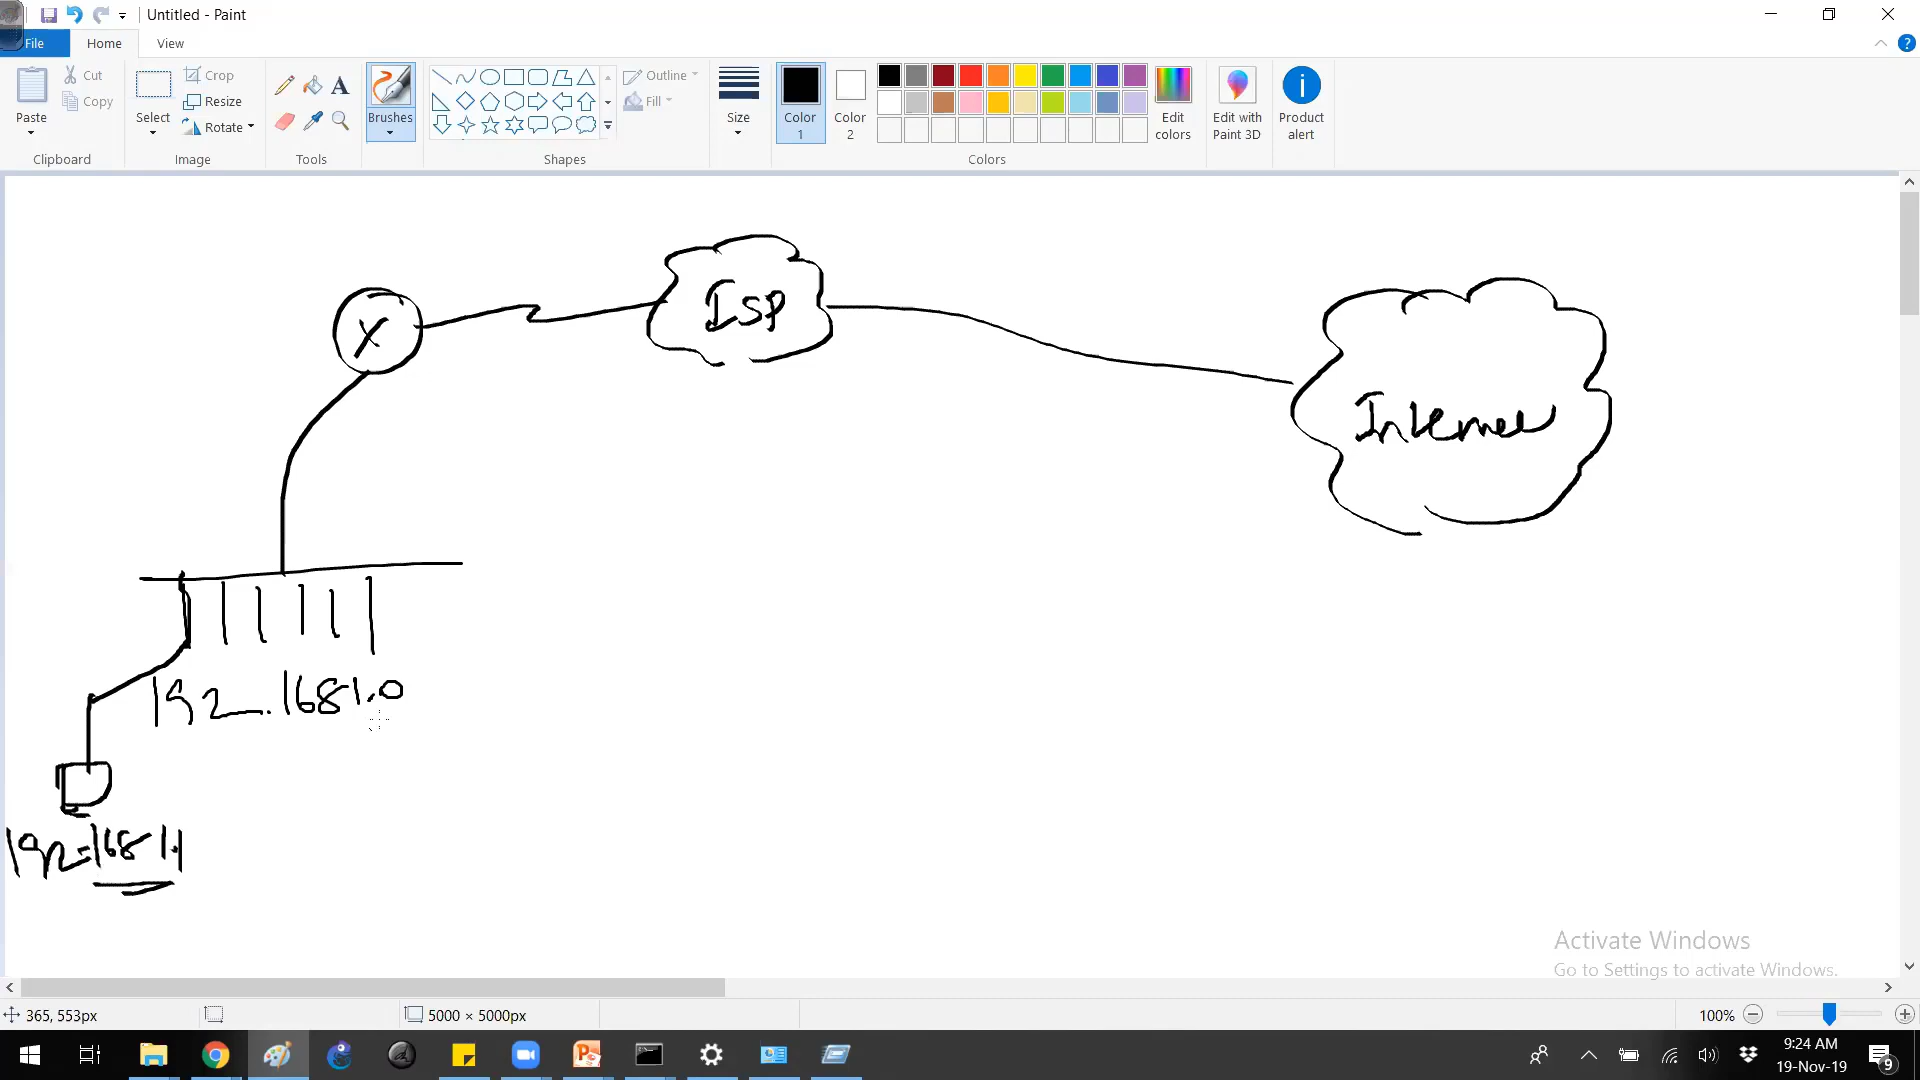 Untitled - Paint
File Home View
Paste
Cut
Copy
Clipboard
Select
Crop
Resize
Rotate
Image
Tools
Brushes
Outline
Fill
Shapes
Size
Color 1
Color 2
Edit colors
Colors
Edit with Paint 3D
Product alert
ISP
X
192.1681.0
192.168 1.1
Activate Windows
Go to Settings to activate Windows.
365, 553px
5000 × 5000px
100%
9:24 AM
19-Nov-19
9